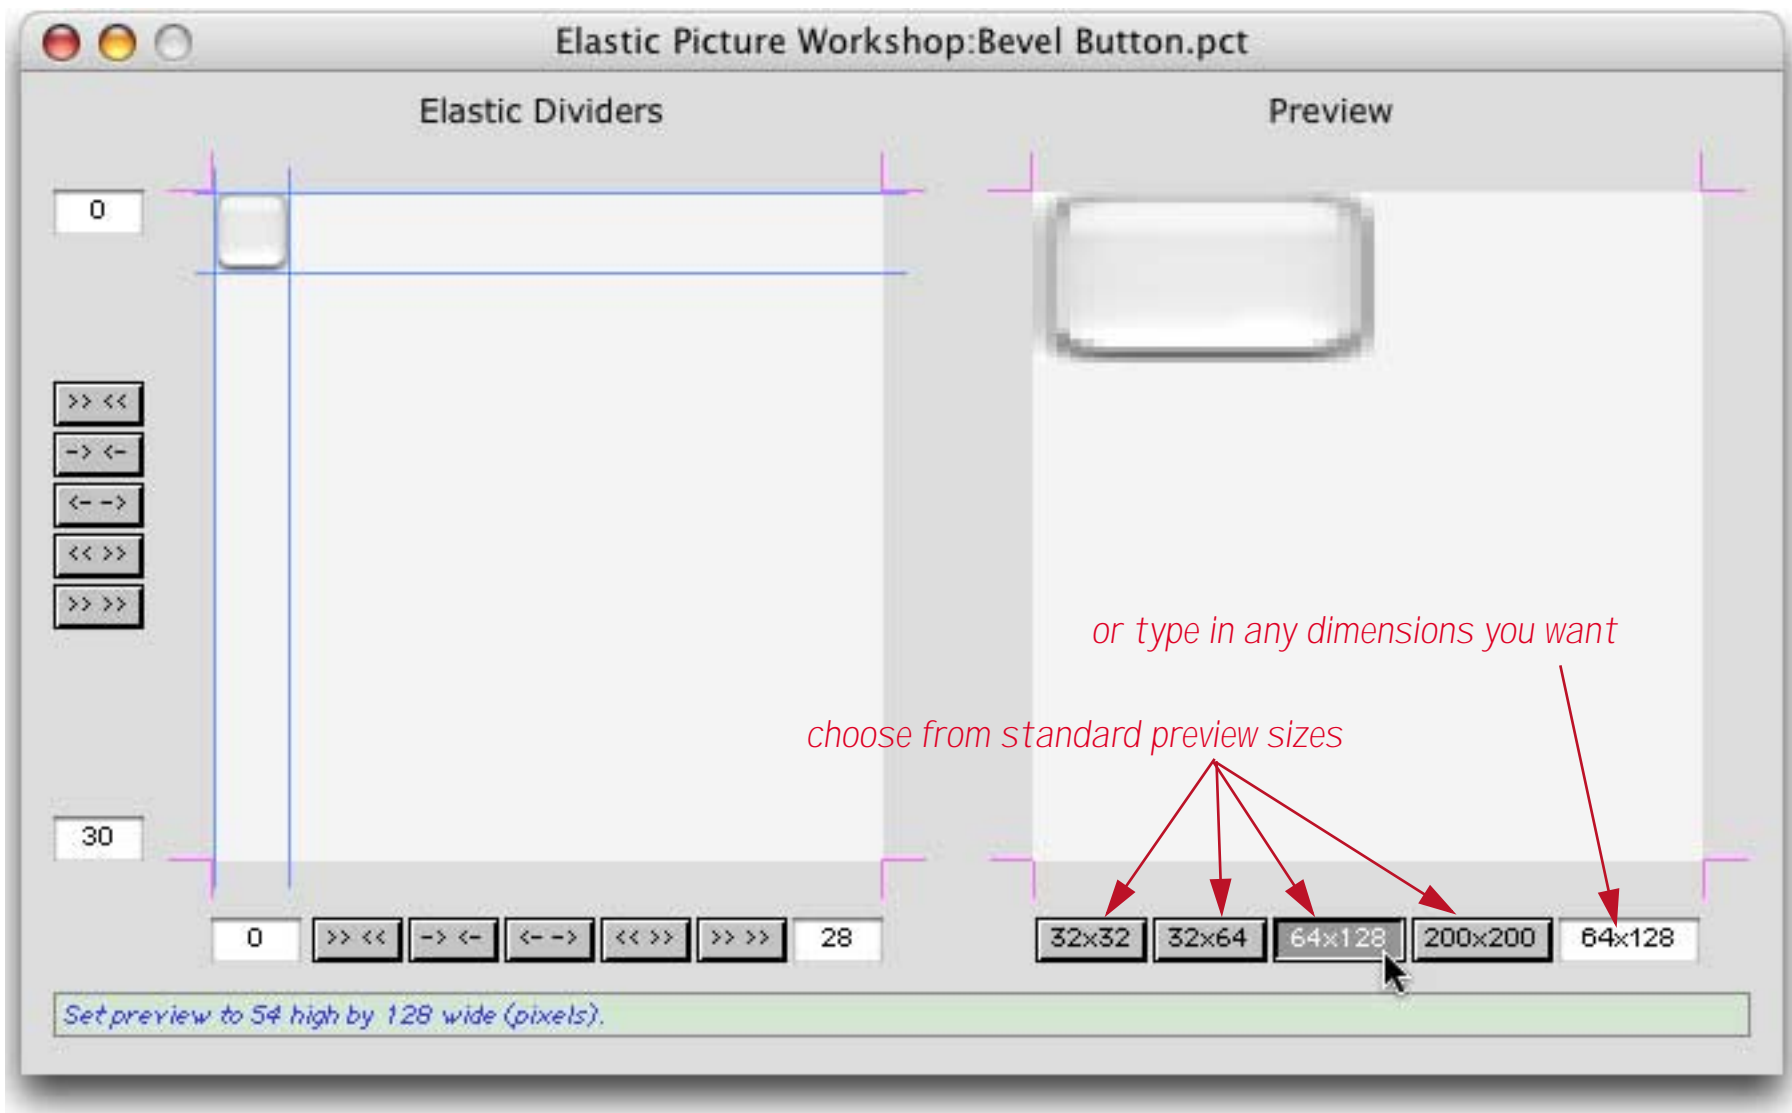 Elastic Picture Workshop:Bevel Button.pct
Elastic Dividers
Preview
0
>> <<
-> <-
<- ->
<< >>
>> >>
or type in any dimensions you want
choose from standard preview sizes
30
0 >> << -> <- <- -> << >> >> >> 28
32x32 32x64 64x128 200x200 64x128
Set preview to 54 high by 128 wide (pixels).